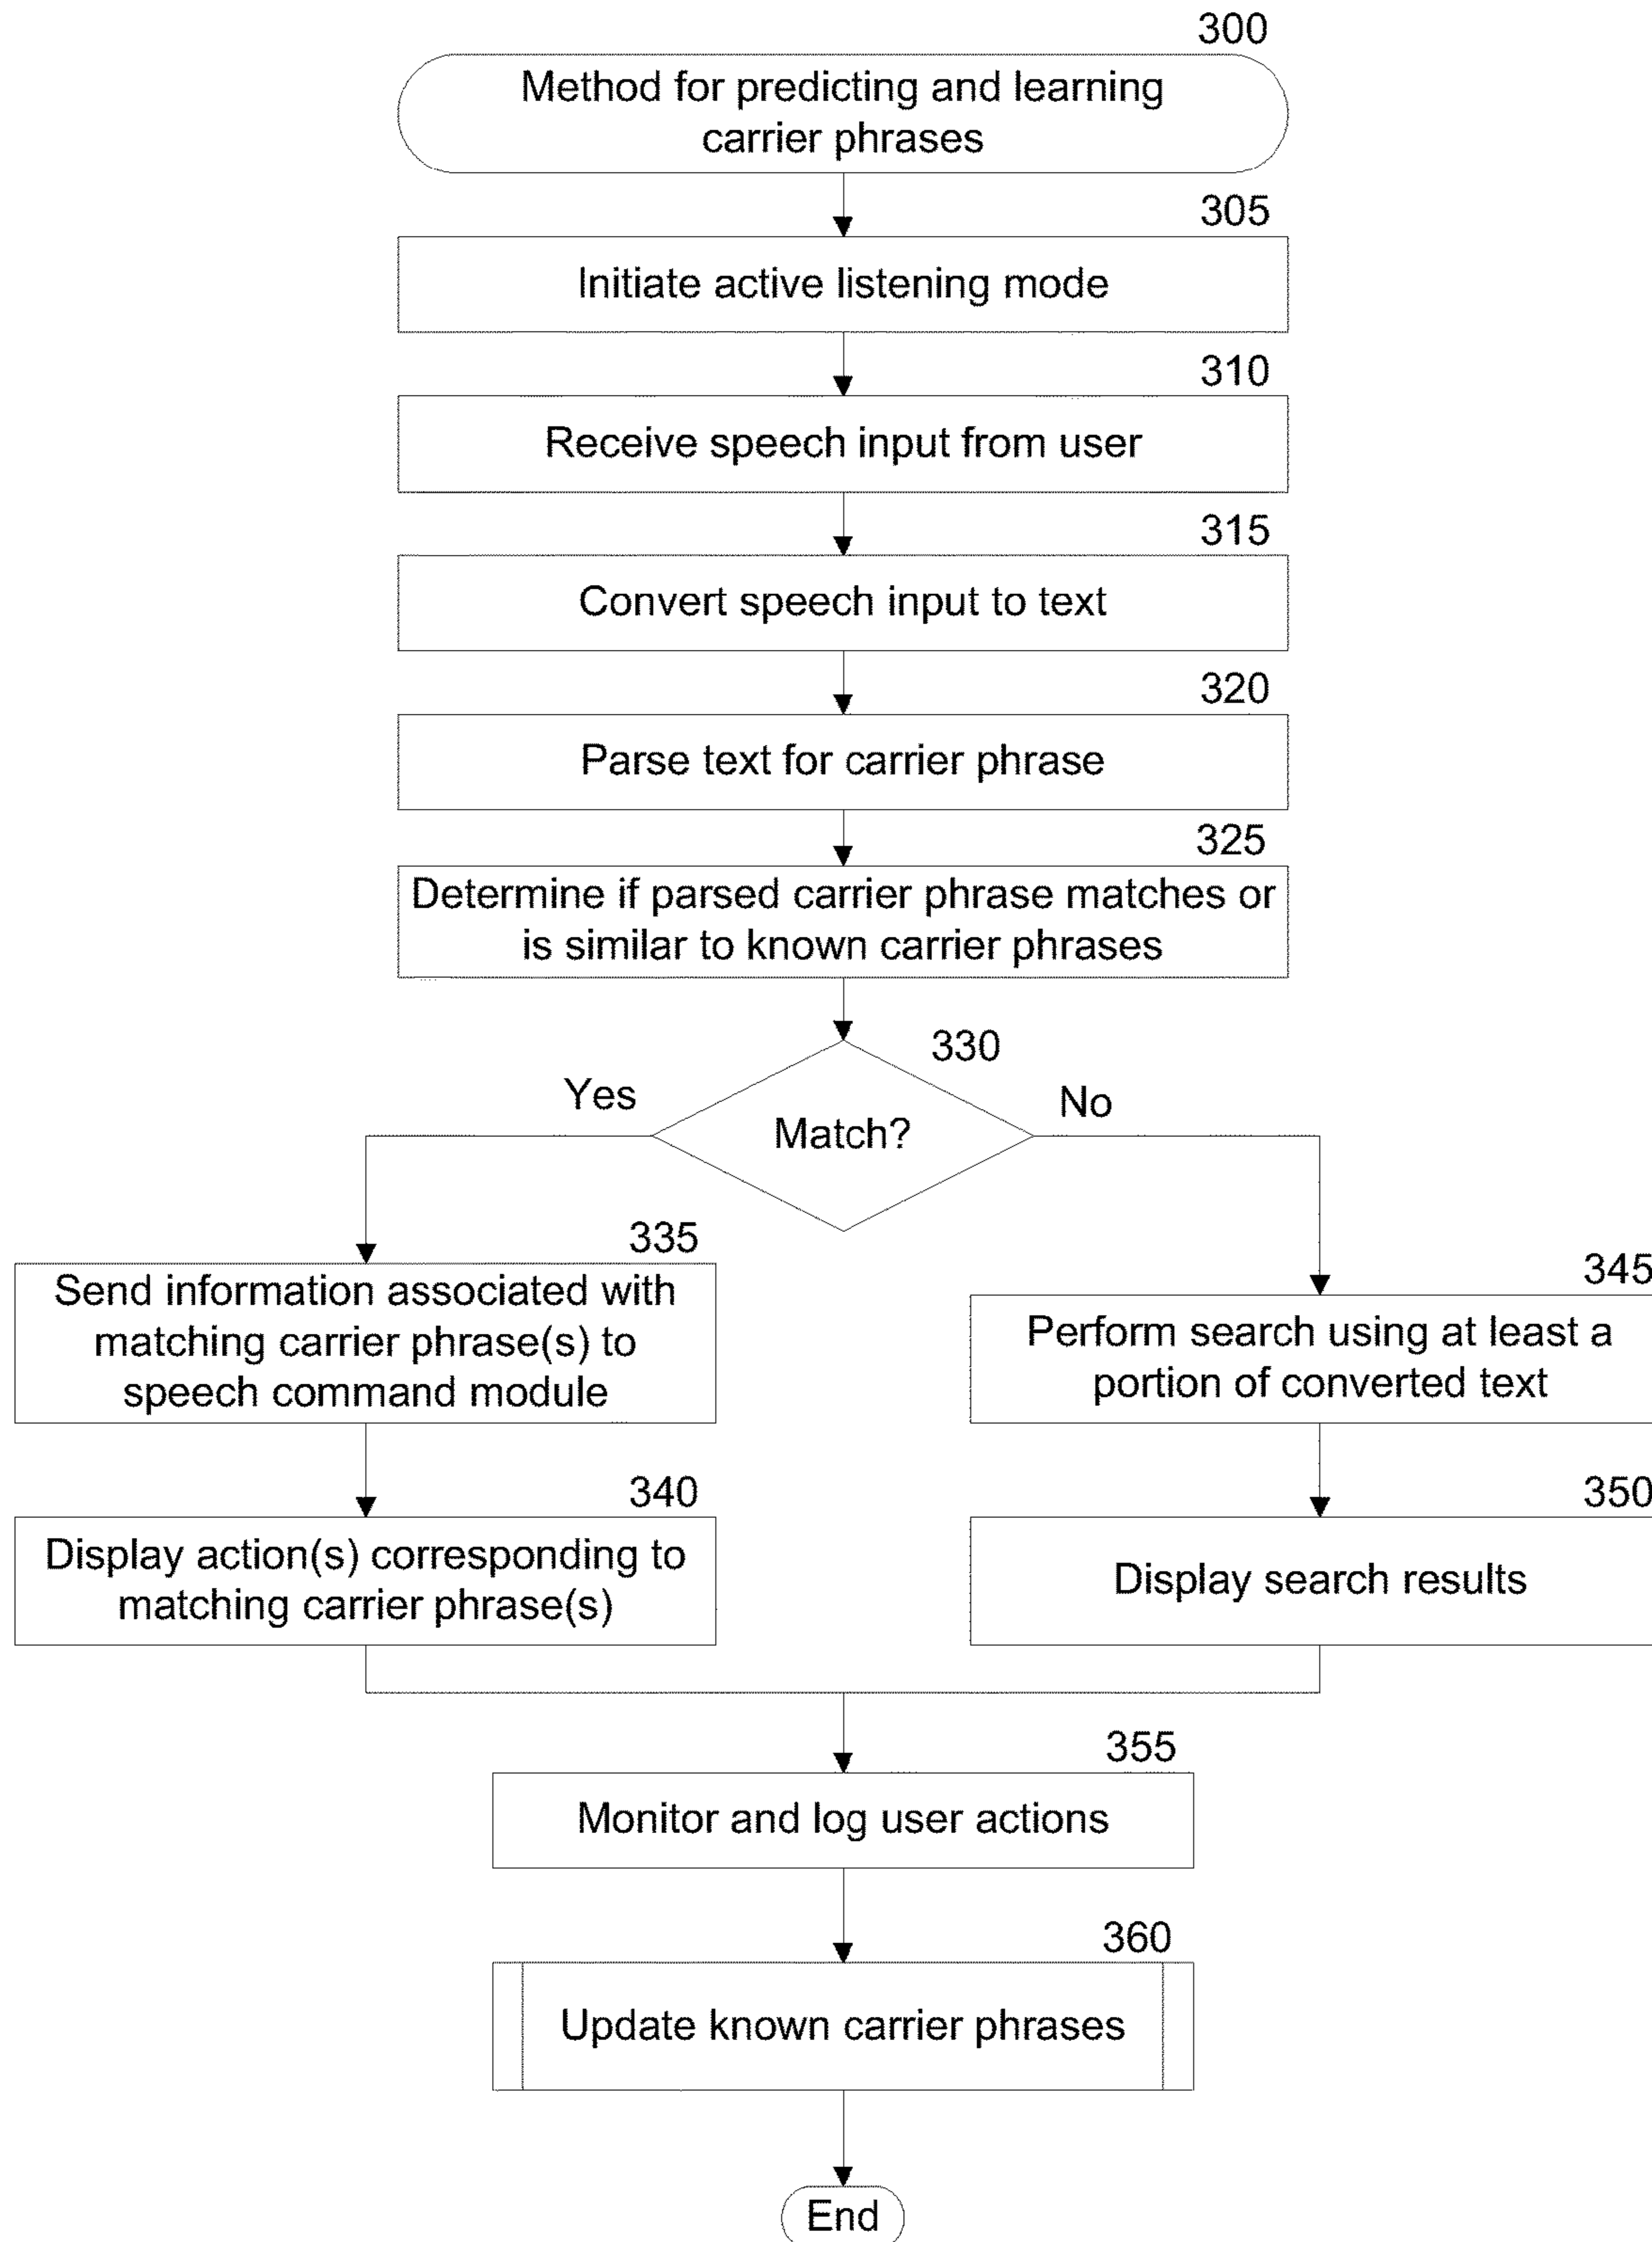 300
Method for predicting and learning
carrier phrases
305
Initiate active listening mode
310
Receive speech input from user
315
Convert speech input to text
320
Parse text for carrier phrase
325
Determine if parsed carrier phrase matches or
is similar to known carrier phrases
330
Yes
No
Match?
335
Send information associated with
matching carrier phrase(s) to
speech command module
345
Perform search using at least a
portion of converted text
340
Display action(s) corresponding to
matching carrier phrase(s)
350
Display search results
355
Monitor and log user actions
360
Update known carrier phrases
End